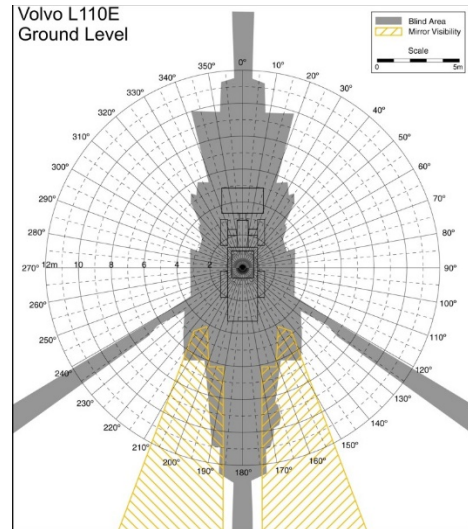 Volvo L110E
Ground Level
Blind Area
Mirror Visibility
Scale
0 5m
0°
350° 10°
340° 20°
330° 30°
320° 40°
310° 50°
300° 60°
290° 70°
280° 80°
270° 12m 10 8 6 4 2 90°
260° 100°
250° 110°
240° 120°
230° 130°
220° 140°
210° 150°
200° 160°
190° 170°
180°